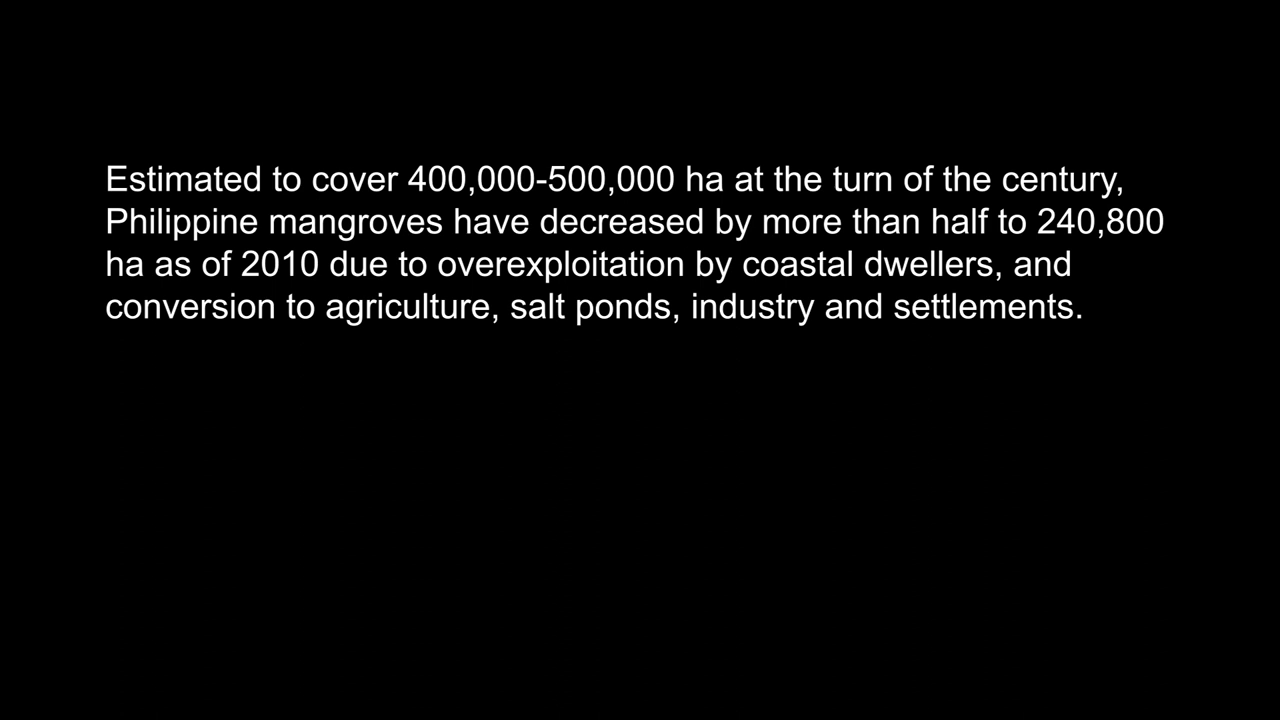 Estimated to cover 400,000-500,000 ha at the turn of the century,
Philippine mangroves have decreased by more than half to 240,800
ha as of 2010 due to overexploitation by coastal dwellers, and
conversion to agriculture, salt ponds, industry and settlements.